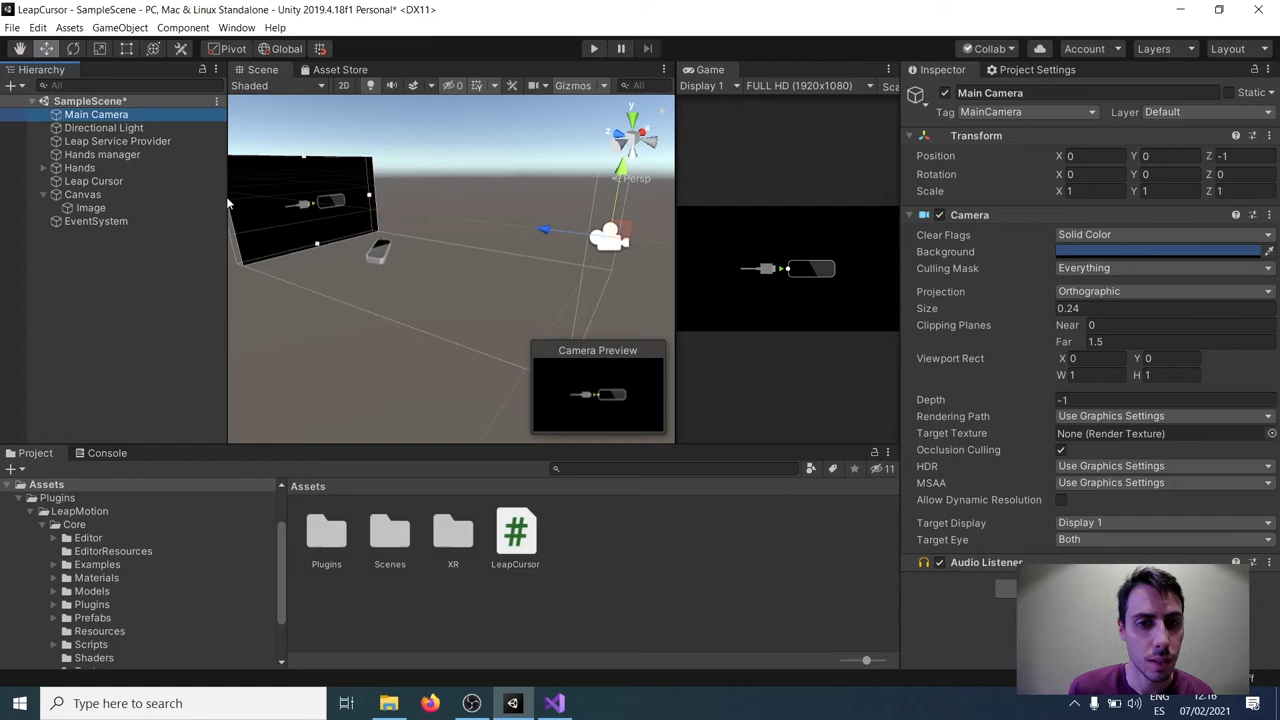 LeapCursor - SampleScene - PC, Mac & Linux Standalone - Unity 2019.4.18f1 Personal* <DX11>
File Edit Assets GameObject Component Window Help
Pivot Global Collab Account Layers Layout
Hierarchy
All
SampleScene*
Main Camera
Directional Light
Leap Service Provider
Hands manager
Hands
Leap Cursor
Canvas
Image
EventSystem
Scene Asset Store
Shaded 2D 0 Gizmos All
y
z x
Persp
Camera Preview
Game
Display 1 FULL HD (1920x1080) Sca
Inspector Project Settings
Main Camera Static
Tag MainCamera Layer Default
Transform
Position X 0 Y 0 Z -1
Rotation X 0 Y 0 Z 0
Scale X 1 Y 1 Z 1
Camera
Clear Flags Solid Color
Background
Culling Mask Everything
Projection Orthographic
Size 0.24
Clipping Planes Near 0
Far 1.5
Viewport Rect X 0 Y 0
W 1 H 1
Depth -1
Rendering Path Use Graphics Settings
Target Texture None (Render Texture)
Occlusion Culling
HDR Use Graphics Settings
MSAA Use Graphics Settings
Allow Dynamic Resolution
Target Display Display 1
Target Eye Both
Audio Listener
Project Console
11
Assets
Plugins
LeapMotion
Core
Editor
EditorResources
Examples
Materials
Models
Plugins
Prefabs
Resources
Scripts
Shaders
Assets
Plugins Scenes XR LeapCursor
Type here to search
ENG 12:16
ES 07/02/2021